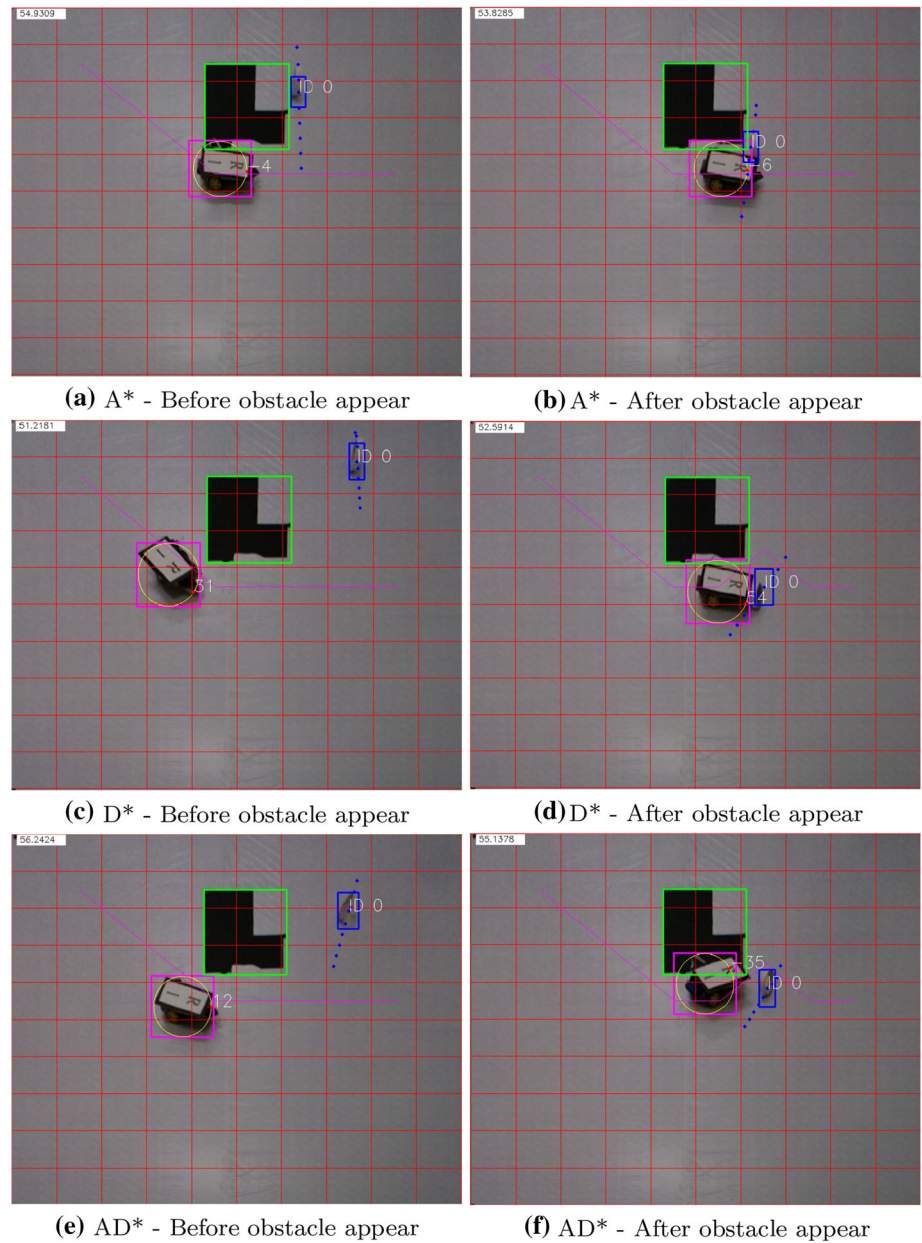 54.9309
ID 0
-4
R I
(a) A* - Before obstacle appear
53.8285
ID 0
-6
R I
(b) A* - After obstacle appear
51.2181
ID 0
R I
31
(c) D* - Before obstacle appear
52.5914
ID 0
R I
54
(d) D* - After obstacle appear
56.2424
ID 0
R I
12
(e) AD* - Before obstacle appear
55.1378
-35
R I
ID 0
(f) AD* - After obstacle appear